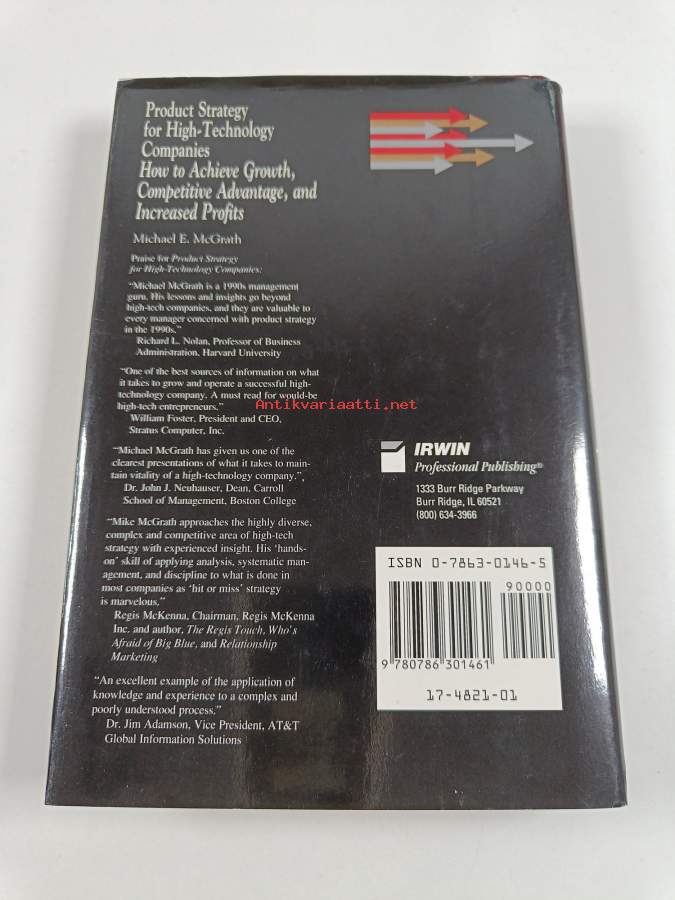 Product Strategy
for High-Technology
Companies
How to Achieve Growth,
Competitive Advantage, and
Increased Profits
Michael E. McGrath
Praise for Product Strategy
for High-Technology Companies:
“Michael McGrath is a 1990s management
guru. His lessons and insights go beyond
high-tech companies, and they are valuable to
every manager concerned with product strategy
in the 1990s.”
Richard L. Nolan, Professor of Business
Administration, Harvard University
“One of the best sources of information on what
it takes to grow and operate a successful high-
technology company. A must read for would-be
high-tech entrepreneurs.”
William Foster, President and CEO,
Stratus Computer, Inc.
“Michael McGrath has given us one of the
clearest presentations of what it takes to main-
tain vitality of a high-technology company.”,
Dr. John J. Neuhauser, Dean, Carroll
School of Management, Boston College
“Mike McGrath approaches the highly diverse,
complex and competitive area of high-tech
strategy with experienced insight. His ‘hands-
on’ skill of applying analysis, systematic man-
agement, and discipline to what is done in
most companies as ‘hit or miss’ strategy
is marvelous.”
Regis McKenna, Chairman, Regis McKenna
Inc. and author, The Regis Touch, Who’s
Afraid of Big Blue, and Relationship
Marketing
“An excellent example of the application of
knowledge and experience to a complex and
poorly understood process.”
Dr. Jim Adamson, Vice President, AT&T
Global Information Solutions
Antikvariaatti.net
IRWIN
Professional Publishing®
1333 Burr Ridge Parkway
Burr Ridge, IL 60521
(800) 634-3966
ISBN 0-7863-0146-5
90000
9 780786 301461
17-4821-01